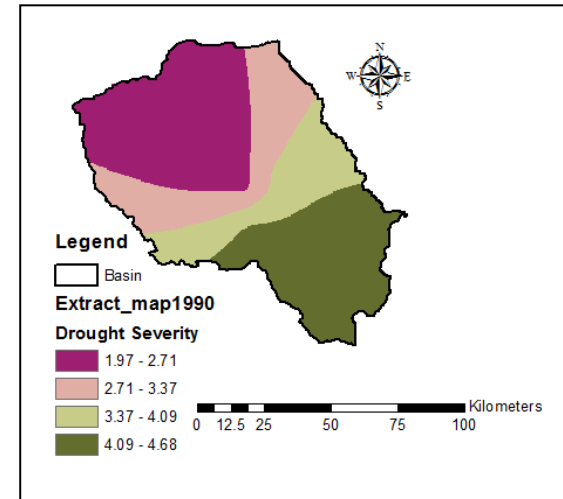 N
W E
S
Legend
Basin
Extract_map1990
Drought Severity
1.97 - 2.71
2.71 - 3.37
3.37 - 4.09
4.09 - 4.68
Kilometers
0 12.5 25 50 75 100